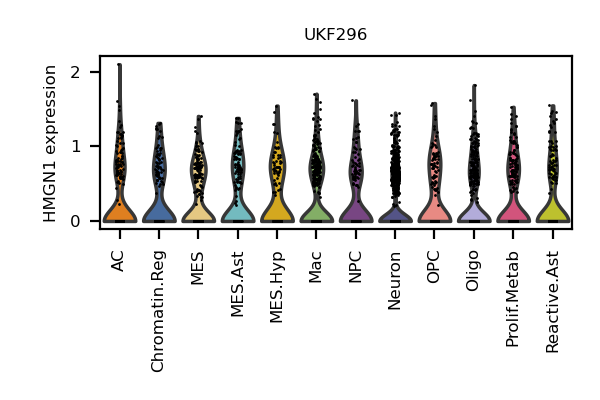 UKF296
HMGN1 expression
2
1
0
AC
Chromatin.Reg
MES
MES.Ast
MES.Hyp
Mac
NPC
Neuron
OPC
Oligo
Prolif.Metab
Reactive.Ast